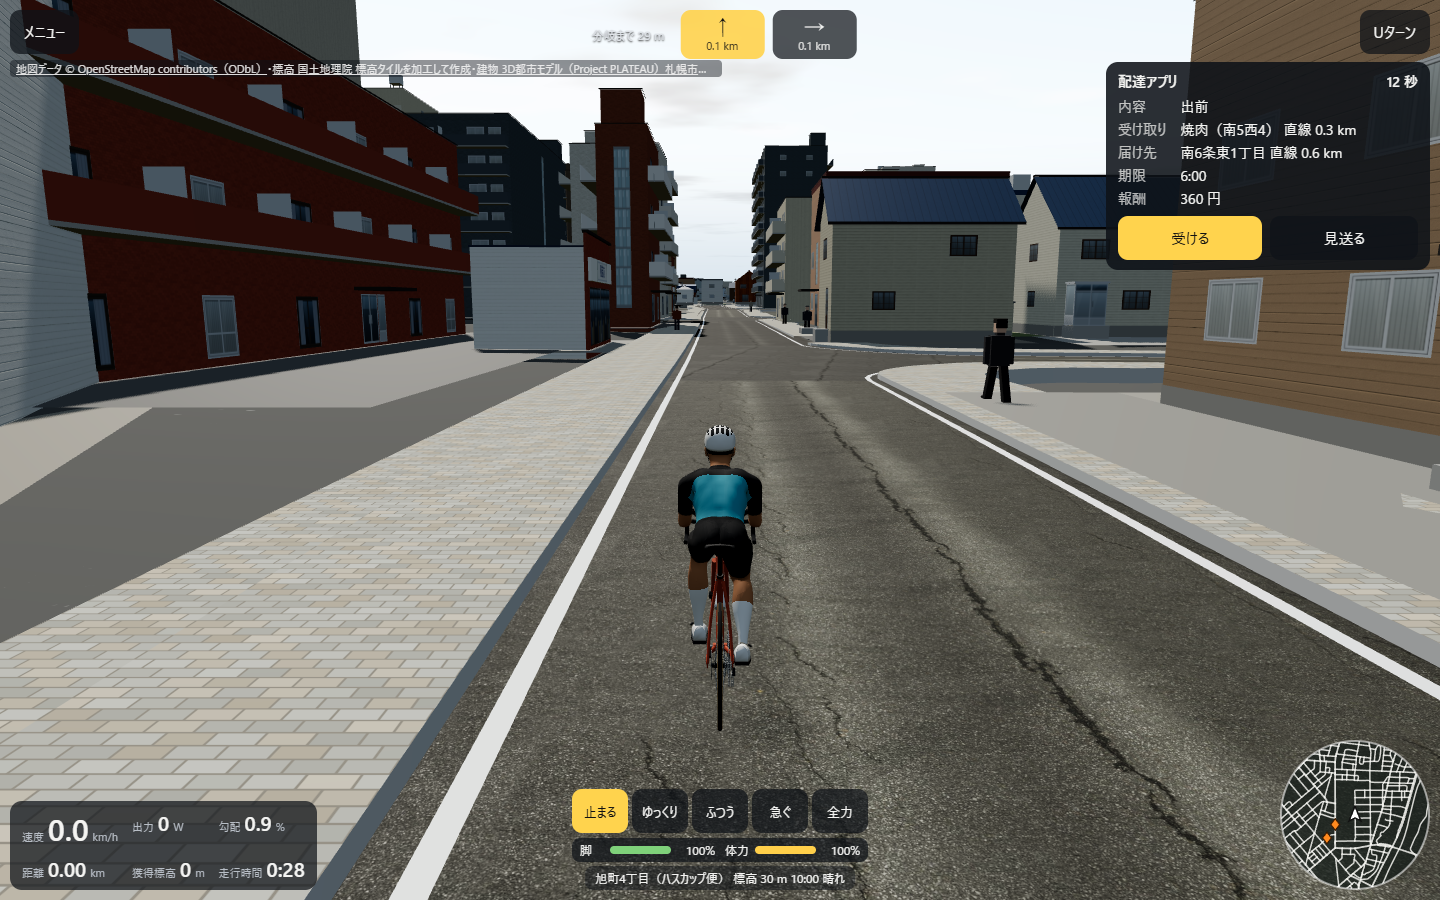 メニュー
分岐まで 29 m
↑
0.1 km
→
0.1 km
Uターン
地図データ © OpenStreetMap contributors（ODbL）・標高 国土地理院 標高タイルを加工して作成・建物 3D都市モデル（Project PLATEAU）札幌市...
配達アプリ 12 秒
内容 出前
受け取り 焼肉（南5西4） 直線 0.3 km
届け先 南6条東1丁目 直線 0.6 km
期限 6:00
報酬 360 円
受ける 見送る
速度 0.0 km/h 出力 0 W 勾配 0.9 %
距離 0.00 km 獲得標高 0 m 走行時間 0:28
止まる ゆっくり ふつう 急ぐ 全力
脚 100% 体力 100%
旭町4丁目（ハスカップ便） 標高 30 m 10:00 晴れ